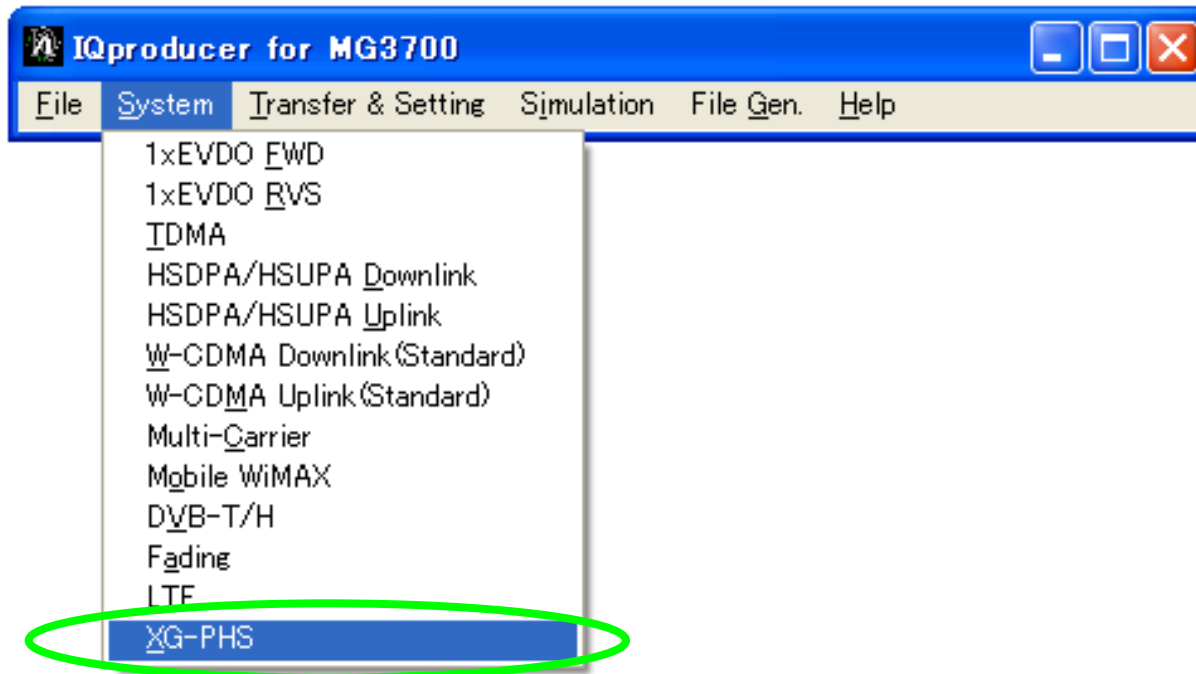 IQproducer for MG3700
File System Transfer & Setting Simulation File Gen. Help
1xEVDO FWD
1xEVDO RVS
TDMA
HSDPA/HSUPA Downlink
HSDPA/HSUPA Uplink
W-CDMA Downlink(Standard)
W-CDMA Uplink(Standard)
Multi-Carrier
Mobile WiMAX
DVB-T/H
Fading
LTE
XG-PHS